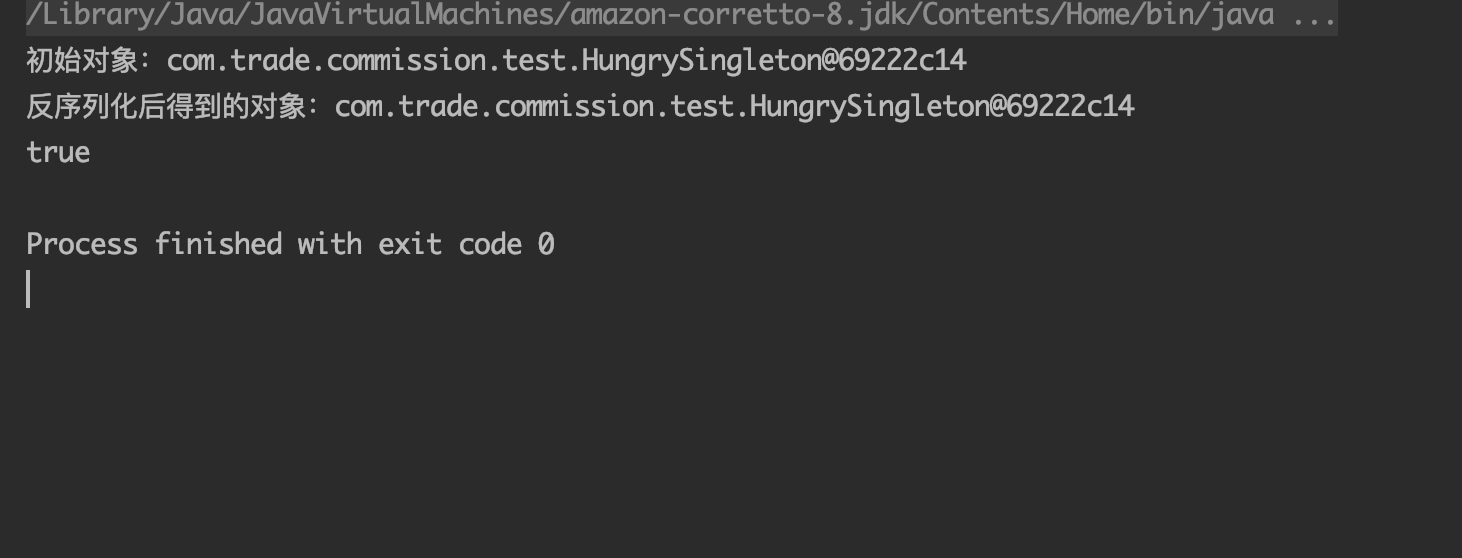 /Library/Java/JavaVirtualMachines/amazon-corretto-8.jdk/Contents/Home/bin/java ...
初始对象：com.trade.commission.test.HungrySingleton@69222c14
反序列化后得到的对象：com.trade.commission.test.HungrySingleton@69222c14
true
Process finished with exit code 0